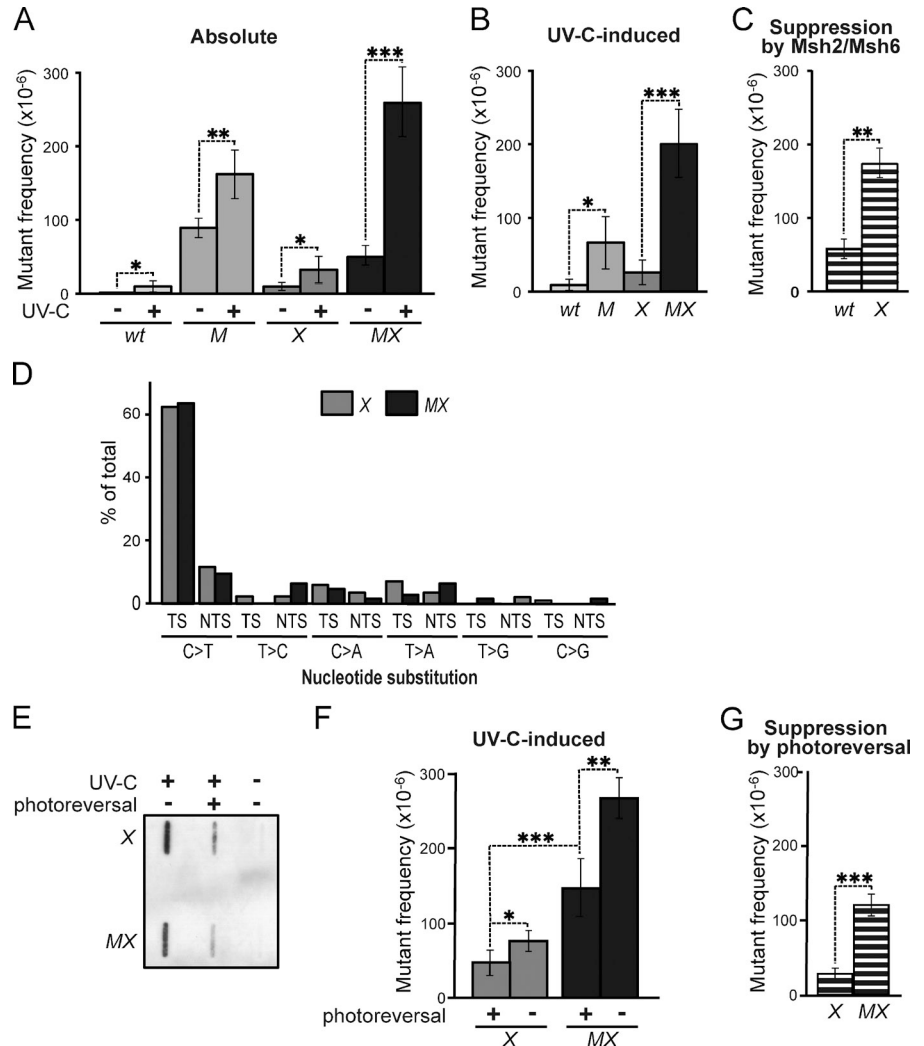 A
Absolute
Mutant frequency (x10-6)
300
200
100
0
*
**
*
***
UV-C - + - + - + - +
wt M X MX
B
UV-C-induced
Mutant frequency (x10-6)
300
200
100
0
*
***
wt M X MX
C
Suppression
by Msh2/Msh6
Mutant frequency (x10-6)
300
200
100
0
**
wt X
D
% of total
60
40
20
0
X MX
TS NTS TS NTS TS NTS TS NTS TS NTS TS NTS
C>T T>C C>A T>A T>G C>G
Nucleotide substitution
E
UV-C + + -
photoreversal - + -
X
MX
F
UV-C-induced
Mutant frequency (x10-6)
300
200
100
0
*
***
**
photoreversal + - + -
X MX
G
Suppression
by photoreversal
Mutant frequency (x10-6)
300
200
100
0
***
X MX